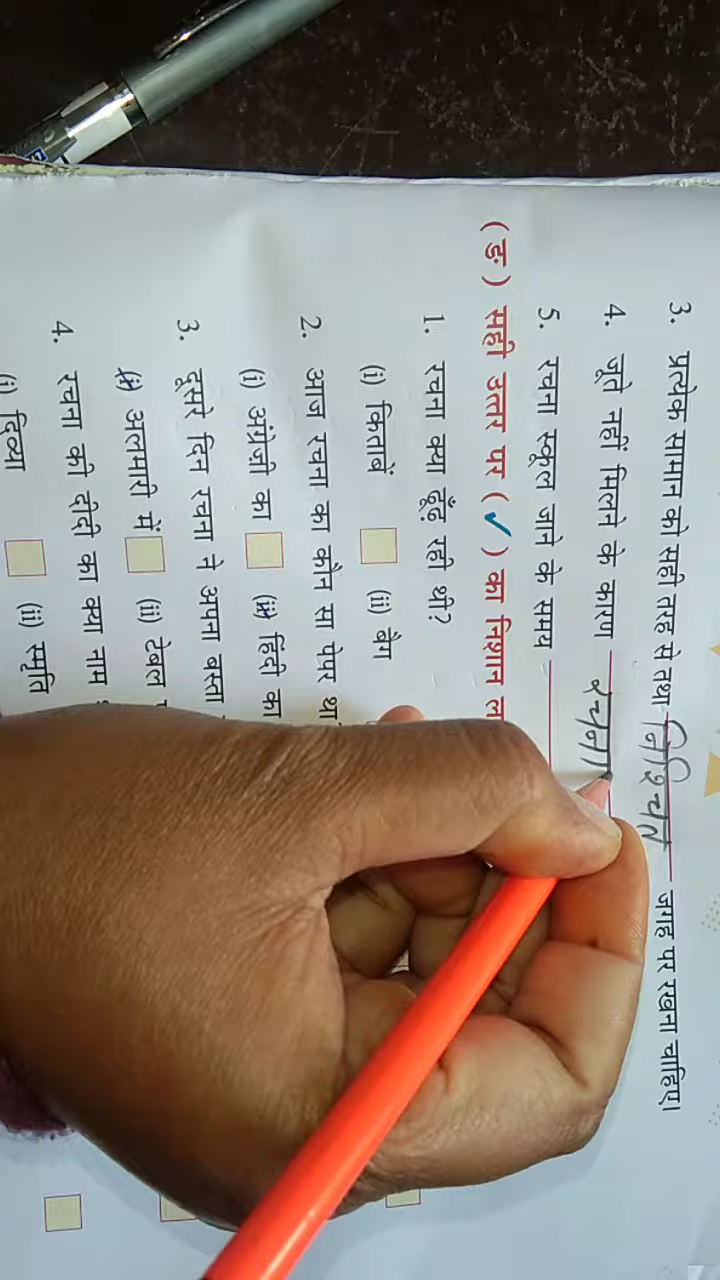 3. प्रत्येक सामान को सही तरह से तथा निश्चित जगह पर रखना चाहिए।
4. जूते नहीं मिलने के कारण रचना
5. रचना स्कूल जाने के समय
(ङ) सही उत्तर पर (✓) का निशान
1. रचना क्या ढूँढ़ रही थी?
(i) किताबें (ii) बैग
2. आज रचना का कौन सा पेपर था
(i) अंग्रेजी का (ii) हिंदी का
3. दूसरे दिन रचना ने अपना बस्ता
(i) अलमारी में (ii) टेबल
4. रचना की दीदी का क्या नाम
(i) दिव्या (ii) स्मृति